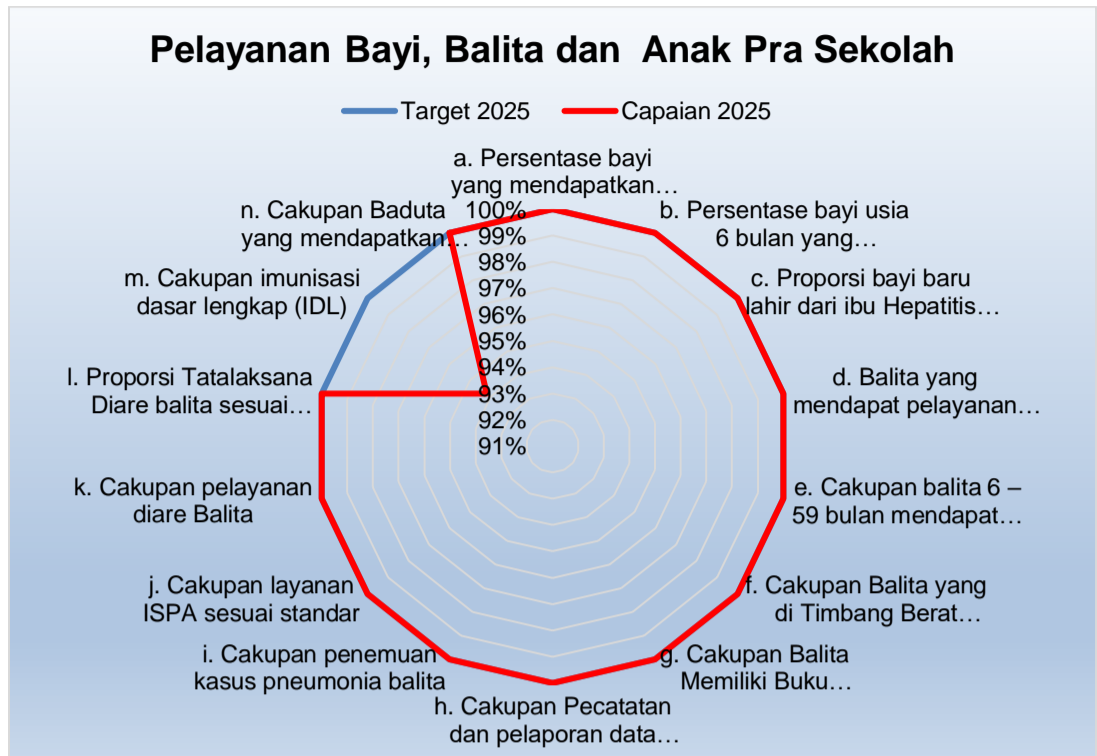 Pelayanan Bayi, Balita dan Anak Pra Sekolah
Target 2025
Capaian 2025
a. Persentase bayi
yang mendapatkan…
b. Persentase bayi usia
6 bulan yang…
c. Proporsi bayi baru
lahir dari ibu Hepatitis…
d. Balita yang
mendapat pelayanan…
e. Cakupan balita 6 –
59 bulan mendapat…
f. Cakupan Balita yang
di Timbang Berat…
g. Cakupan Balita
Memiliki Buku…
h. Cakupan Pecatatan
dan pelaporan data…
i. Cakupan penemuan
kasus pneumonia balita
j. Cakupan layanan
ISPA sesuai standar
k. Cakupan pelayanan
diare Balita
l. Proporsi Tatalaksana
Diare balita sesuai…
m. Cakupan imunisasi
dasar lengkap (IDL)
n. Cakupan Baduta
yang mendapatkan…
100%
99%
98%
97%
96%
95%
94%
93%
92%
91%